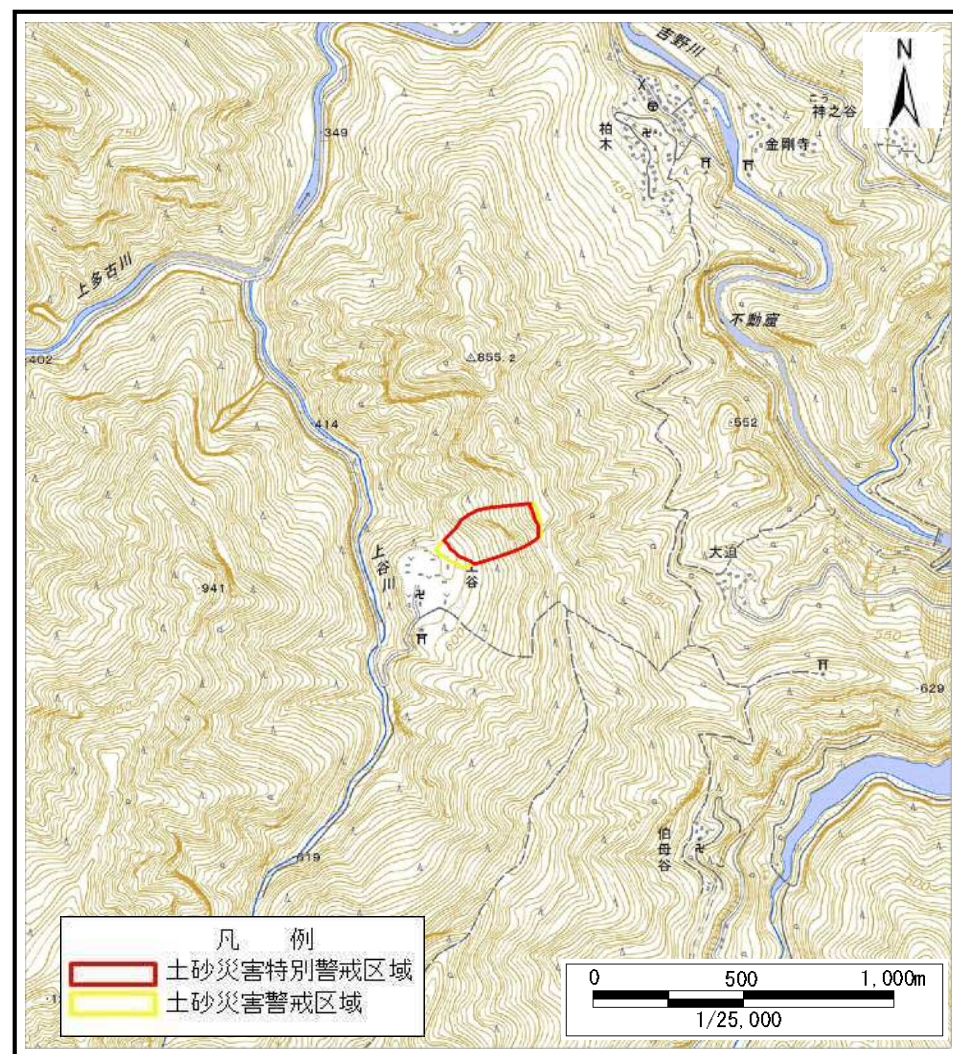 吉野川
N
神之谷
金剛寺
柏木
・349
上多古川
不動窟
・402
△855.2
・414
・552
大迫
上谷川
上谷
・941
600
550
・629
伯母谷
凡 例
土砂災害特別警戒区域
土砂災害警戒区域
0 500 1,000m
1/25,000